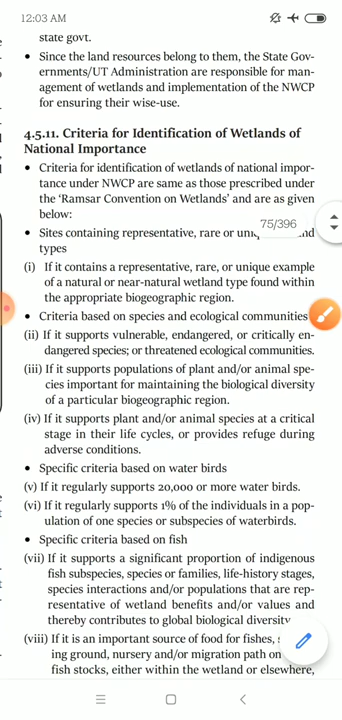 12:03 AM
state govt.
• Since the land resources belong to them, the State Gov-
ernments/UT Administration are responsible for man-
agement of wetlands and implementation of the NWCP
for ensuring their wise-use.
4.5.11. Criteria for Identification of Wetlands of
National Importance
• Criteria for identification of wetlands of national impor-
tance under NWCP are same as those prescribed under
the ‘Ramsar Convention on Wetlands’ and are as given
below:
75/396
• Sites containing representative, rare or
types
(i) If it contains a representative, rare, or unique example
of a natural or near-natural wetland type found within
the appropriate biogeographic region.
• Criteria based on species and ecological communities
(ii) If it supports vulnerable, endangered, or critically en-
dangered species; or threatened ecological communities.
(iii) If it supports populations of plant and/or animal spe-
cies important for maintaining the biological diversity
of a particular biogeographic region.
(iv) If it supports plant and/or animal species at a critical
stage in their life cycles, or provides refuge during
adverse conditions.
• Specific criteria based on water birds
(v) If it regularly supports 20,000 or more water birds.
(vi) If it regularly supports 1% of the individuals in a pop-
ulation of one species or subspecies of waterbirds.
• Specific criteria based on fish
(vii) If it supports a significant proportion of indigenous
fish subspecies, species or families, life-history stages,
species interactions and/or populations that are rep-
resentative of wetland benefits and/or values and
thereby contributes to global biological diversity
(viii) If it is an important source of food for fishes,
ing ground, nursery and/or migration path on
fish stocks, either within the wetland or elsewhere,